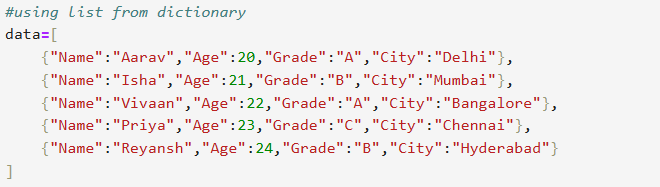 #using list from dictionary
data=[
    {"Name":"Aarav","Age":20,"Grade":"A","City":"Delhi"},
    {"Name":"Isha","Age":21,"Grade":"B","City":"Mumbai"},
    {"Name":"Vivaan","Age":22,"Grade":"A","City":"Bangalore"},
    {"Name":"Priya","Age":23,"Grade":"C","City":"Chennai"},
    {"Name":"Reyansh","Age":24,"Grade":"B","City":"Hyderabad"}
]